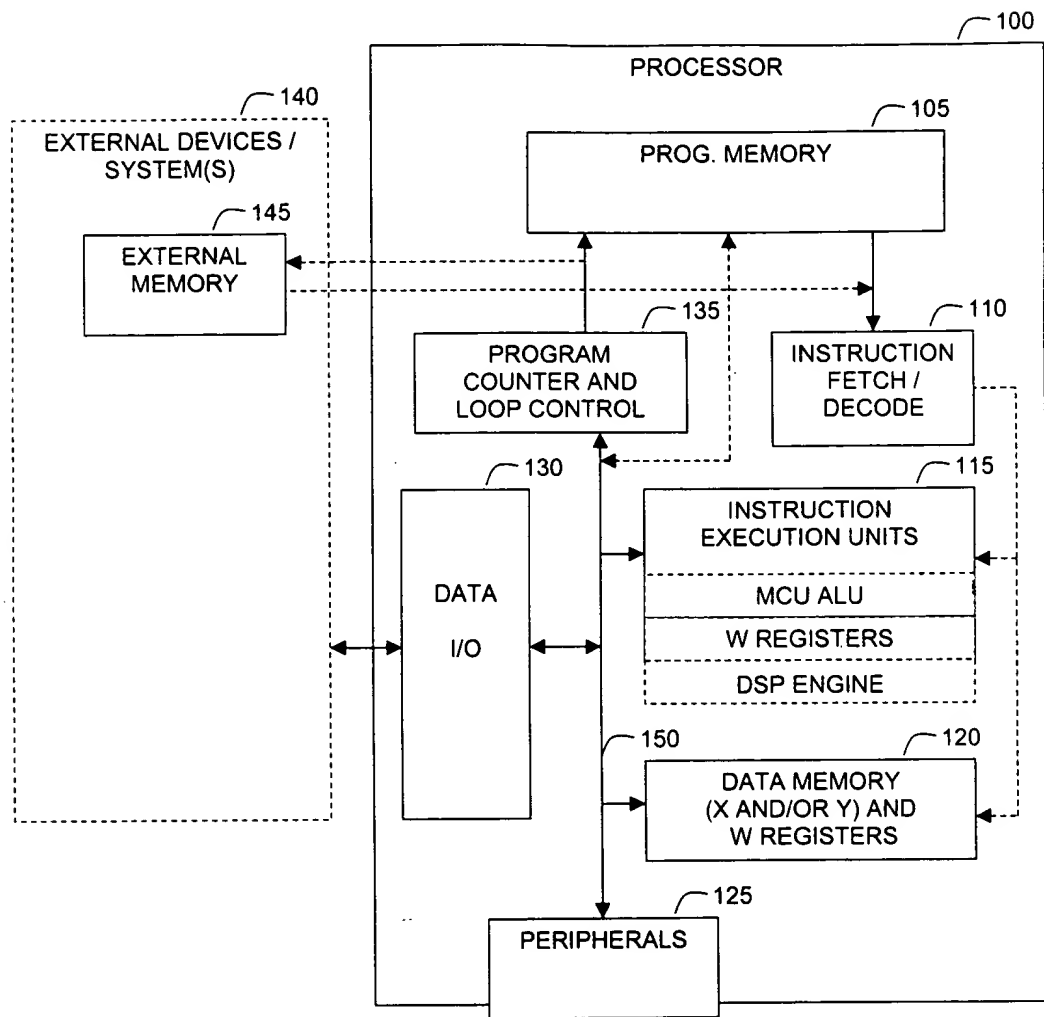 100
PROCESSOR
140
EXTERNAL DEVICES /
SYSTEM(S)
105
PROG. MEMORY
145
EXTERNAL
MEMORY
135
PROGRAM
COUNTER AND
LOOP CONTROL
110
INSTRUCTION
FETCH /
DECODE
130
DATA
I/O
115
INSTRUCTION
EXECUTION UNITS
MCU ALU
W REGISTERS
DSP ENGINE
150
120
DATA MEMORY
(X AND/OR Y) AND
W REGISTERS
125
PERIPHERALS